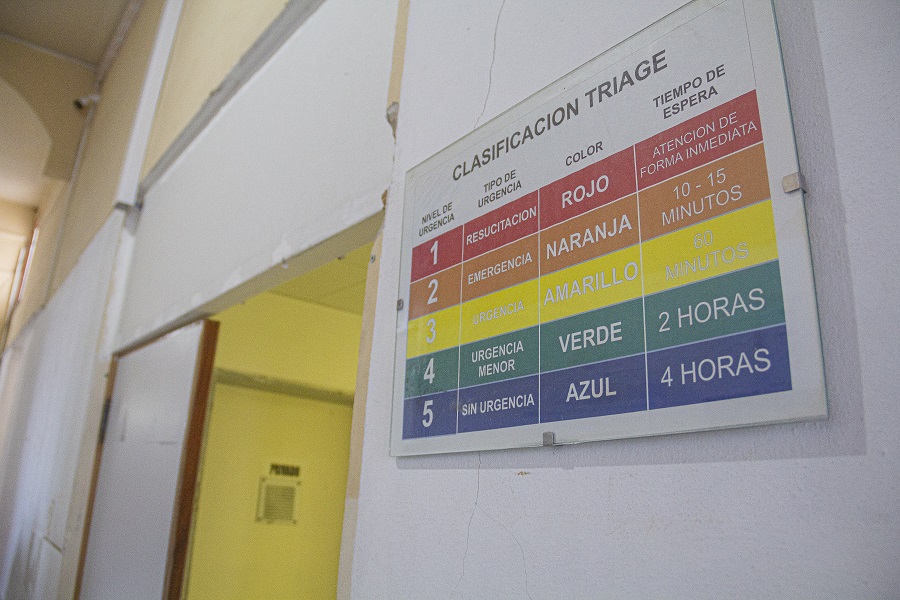 CLASIFICACION TRIAGE
NIVEL DE
URGENCIA
TIPO DE
URGENCIA
COLOR
TIEMPO DE
ESPERA
1
RESUCITACION
ROJO
ATENCION DE
FORMA INMEDIATA
2
EMERGENCIA
NARANJA
10 - 15
MINUTOS
3
URGENCIA
AMARILLO
60
MINUTOS
4
URGENCIA
MENOR
VERDE
2 HORAS
5
SIN URGENCIA
AZUL
4 HORAS
PRIVADO